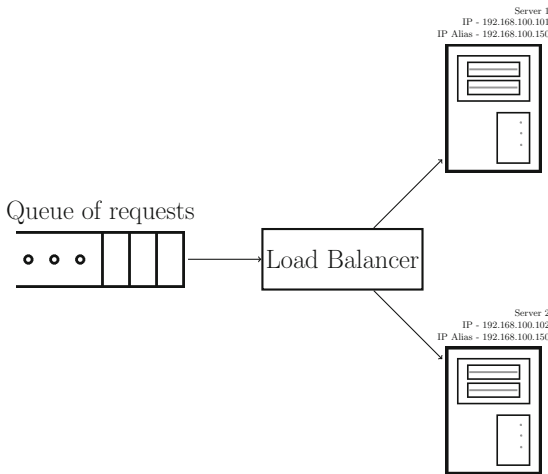 Server 1
IP - 192.168.100.101
IP Alias - 192.168.100.150
Queue of requests
Load Balancer
Server 2
IP - 192.168.100.102
IP Alias - 192.168.100.150